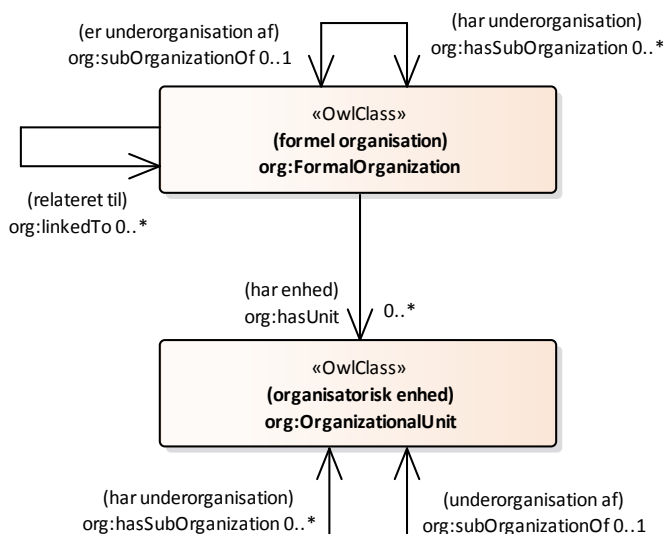 (er underorganisation af)
org:subOrganizationOf 0..1
(har underorganisation)
org:hasSubOrganization 0..*
«OwlClass»
(formel organisation)
org:FormalOrganization
(relateret til)
org:linkedTo 0..*
(har enhed)
org:hasUnit
0..*
«OwlClass»
(organisatorisk enhed)
org:OrganizationalUnit
(har underorganisation)
org:hasSubOrganization 0..*
(underorganisation af)
org:subOrganizationOf 0..1